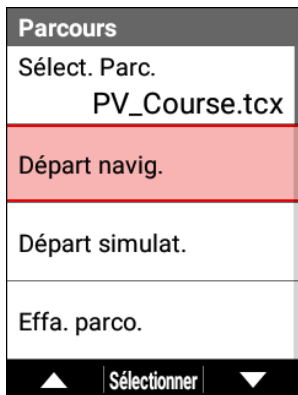 Parcours
Sélect. Parc.
PV_Course.tcx
Départ navig.
Départ simulat.
Effa. parco.
Sélectionner